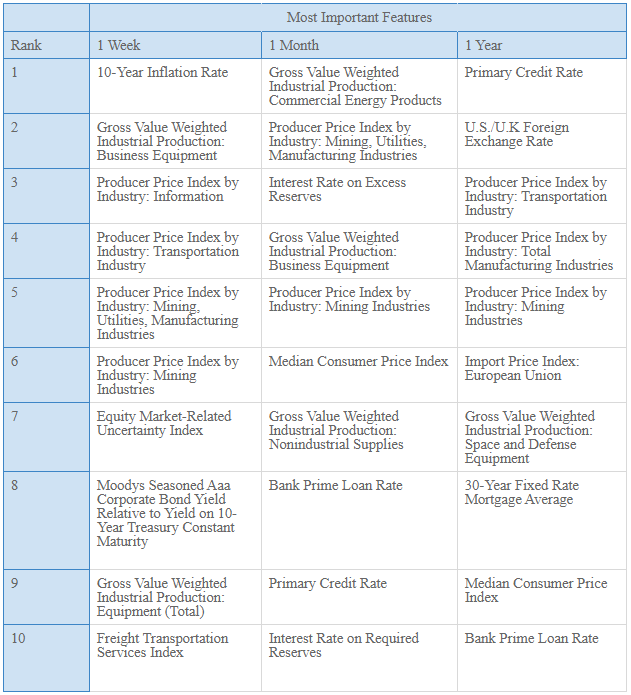 Most Important Features
Rank
1 Week
1 Month
1 Year
1
10-Year Inflation Rate
Gross Value Weighted
Industrial Production:
Commercial Energy Products
Primary Credit Rate
2
Gross Value Weighted
Industrial Production:
Business Equipment
Producer Price Index by
Industry: Mining, Utilities,
Manufacturing Industries
U.S./U.K Foreign
Exchange Rate
3
Producer Price Index by
Industry: Information
Interest Rate on Excess
Reserves
Producer Price Index by
Industry: Transportation
Industry
4
Producer Price Index by
Industry: Transportation
Industry
Gross Value Weighted
Industrial Production:
Business Equipment
Producer Price Index by
Industry: Total
Manufacturing Industries
5
Producer Price Index by
Industry: Mining,
Utilities, Manufacturing
Industries
Producer Price Index by
Industry: Mining Industries
Producer Price Index by
Industry: Mining
Industries
6
Producer Price Index by
Industry: Mining
Industries
Median Consumer Price Index
Import Price Index:
European Union
7
Equity Market-Related
Uncertainty Index
Gross Value Weighted
Industrial Production:
Nonindustrial Supplies
Gross Value Weighted
Industrial Production:
Space and Defense
Equipment
8
Moodys Seasoned Aaa
Corporate Bond Yield
Relative to Yield on 10-
Year Treasury Constant
Maturity
Bank Prime Loan Rate
30-Year Fixed Rate
Mortgage Average
9
Gross Value Weighted
Industrial Production:
Equipment (Total)
Primary Credit Rate
Median Consumer Price
Index
10
Freight Transportation
Services Index
Interest Rate on Required
Reserves
Bank Prime Loan Rate